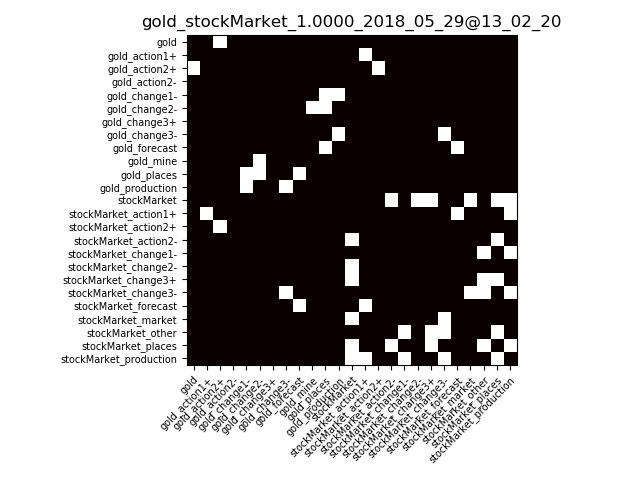 gold_stockMarket_1.0000_2018_05_29@13_02_20
gold
gold_action1+
gold_action2+
gold_action2-
gold_change1-
gold_change2-
gold_change3+
gold_change3-
gold_forecast
gold_mine
gold_places
gold_production
stockMarket
stockMarket_action1+
stockMarket_action2+
stockMarket_action2-
stockMarket_change1-
stockMarket_change2-
stockMarket_change3+
stockMarket_change3-
stockMarket_forecast
stockMarket_market
stockMarket_other
stockMarket_places
stockMarket_production
gold
gold_action1+
gold_action2+
gold_action2-
gold_change1-
gold_change2-
gold_change3+
gold_change3-
gold_forecast
gold_mine
gold_places
gold_production
stockMarket
stockMarket_action1+
stockMarket_action2+
stockMarket_action2-
stockMarket_change1-
stockMarket_change2-
stockMarket_change3+
stockMarket_change3-
stockMarket_forecast
stockMarket_market
stockMarket_other
stockMarket_places
stockMarket_production